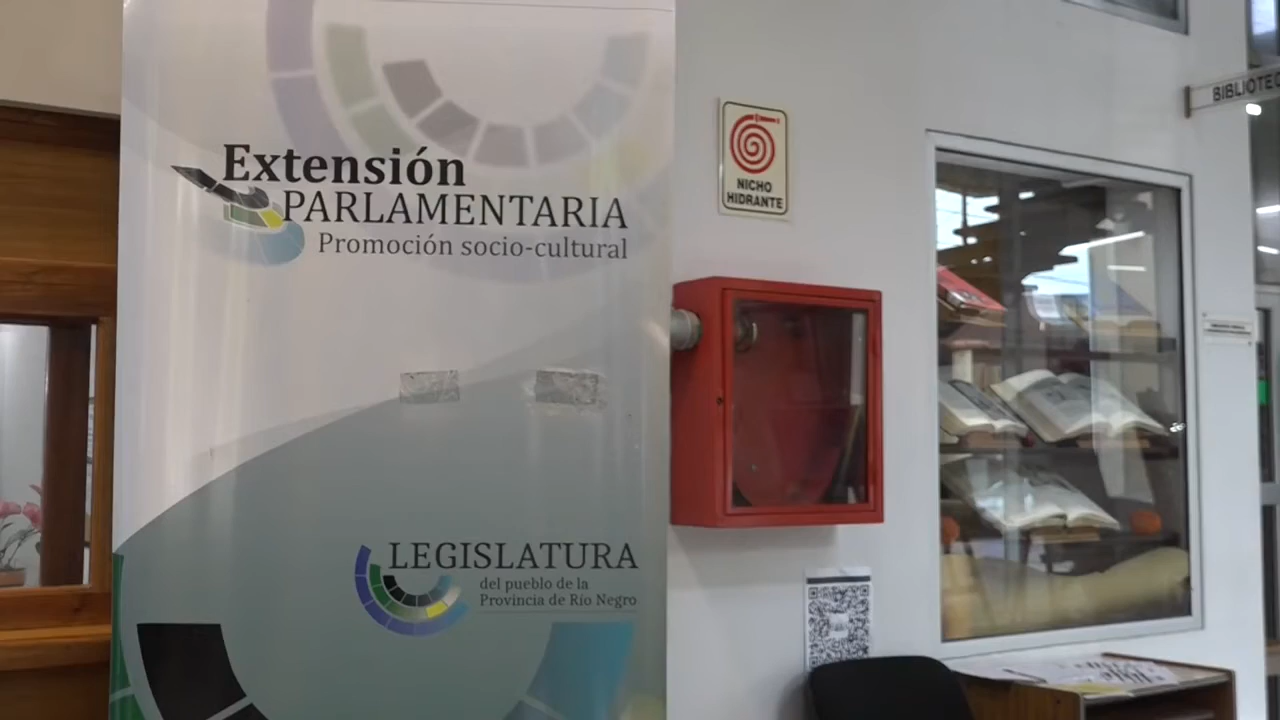 Extensión
PARLAMENTARIA
Promoción socio-cultural
LEGISLATURA
del pueblo de la
Provincia de Río Negro
NICHO
HIDRANTE
BIBLIOTEC